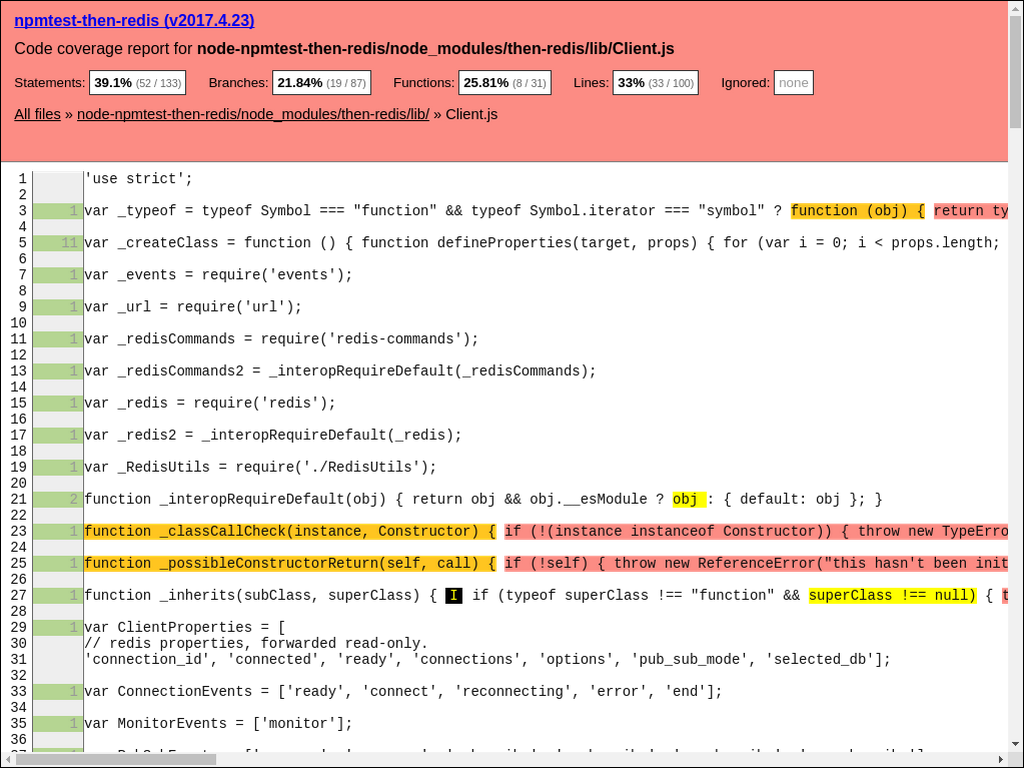 npmtest-then-redis (v2017.4.23)
Code coverage report for node-npmtest-then-redis/node_modules/then-redis/lib/Client.js
Statements: 39.1% (52 / 133) Branches: 21.84% (19 / 87) Functions: 25.81% (8 / 31) Lines: 33% (33 / 100) Ignored: none
All files » node-npmtest-then-redis/node_modules/then-redis/lib/ » Client.js
1 'use strict';
2
3 1 var _typeof = typeof Symbol === "function" && typeof Symbol.iterator === "symbol" ? function (obj) { return ty
4
5 11 var _createClass = function () { function defineProperties(target, props) { for (var i = 0; i < props.length;
6
7 1 var _events = require('events');
8
9 1 var _url = require('url');
10
11 1 var _redisCommands = require('redis-commands');
12
13 1 var _redisCommands2 = _interopRequireDefault(_redisCommands);
14
15 1 var _redis = require('redis');
16
17 1 var _redis2 = _interopRequireDefault(_redis);
18
19 1 var _RedisUtils = require('./RedisUtils');
20
21 2 function _interopRequireDefault(obj) { return obj && obj.__esModule ? obj : { default: obj }; }
22
23 1 function _classCallCheck(instance, Constructor) { if (!(instance instanceof Constructor)) { throw new TypeErro
24
25 1 function _possibleConstructorReturn(self, call) { if (!self) { throw new ReferenceError("this hasn't been init
26
27 1 function _inherits(subClass, superClass) { I if (typeof superClass !== "function" && superClass !== null) { t
28
29 1 var ClientProperties = [
30 // redis properties, forwarded read-only.
31 'connection_id', 'connected', 'ready', 'connections', 'options', 'pub_sub_mode', 'selected_db'];
32
33 1 var ConnectionEvents = ['ready', 'connect', 'reconnecting', 'error', 'end'];
34
35 1 var MonitorEvents = ['monitor'];
36